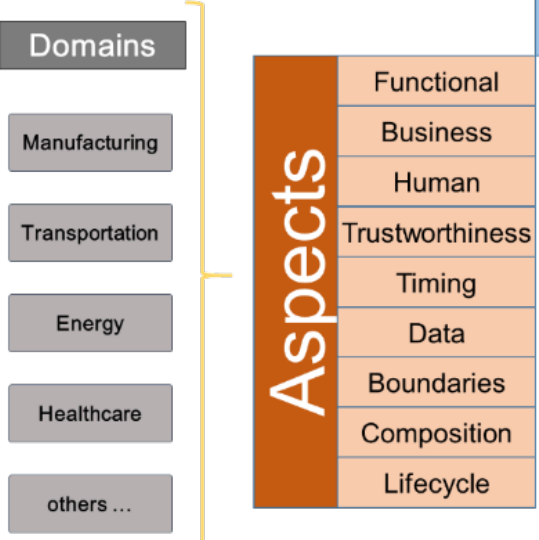 Domains
Manufacturing
Transportation
Energy
Healthcare
others ...
Aspects
Functional
Business
Human
Trustworthiness
Timing
Data
Boundaries
Composition
Lifecycle